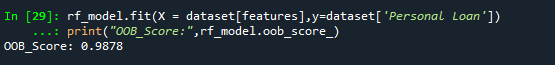 In [29]: rf_model.fit(X = dataset[features],y=dataset['Personal Loan'])
...: print("OOB_Score:",rf_model.oob_score_)
OOB_Score: 0.9878